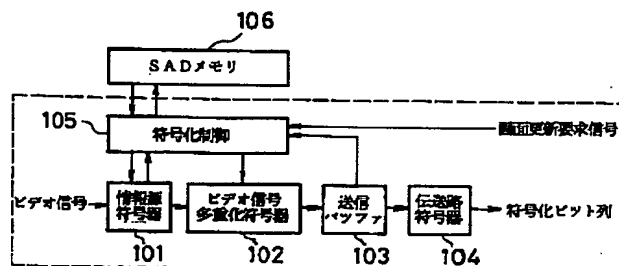 106
SADメモリ
105
符号化制御
画面更新要求信号
ビデオ信号
情報源
符号器
ビデオ信号
多重化符号器
送信
バッファ
伝送路
符号器
符号化ビット列
101
102
103
104